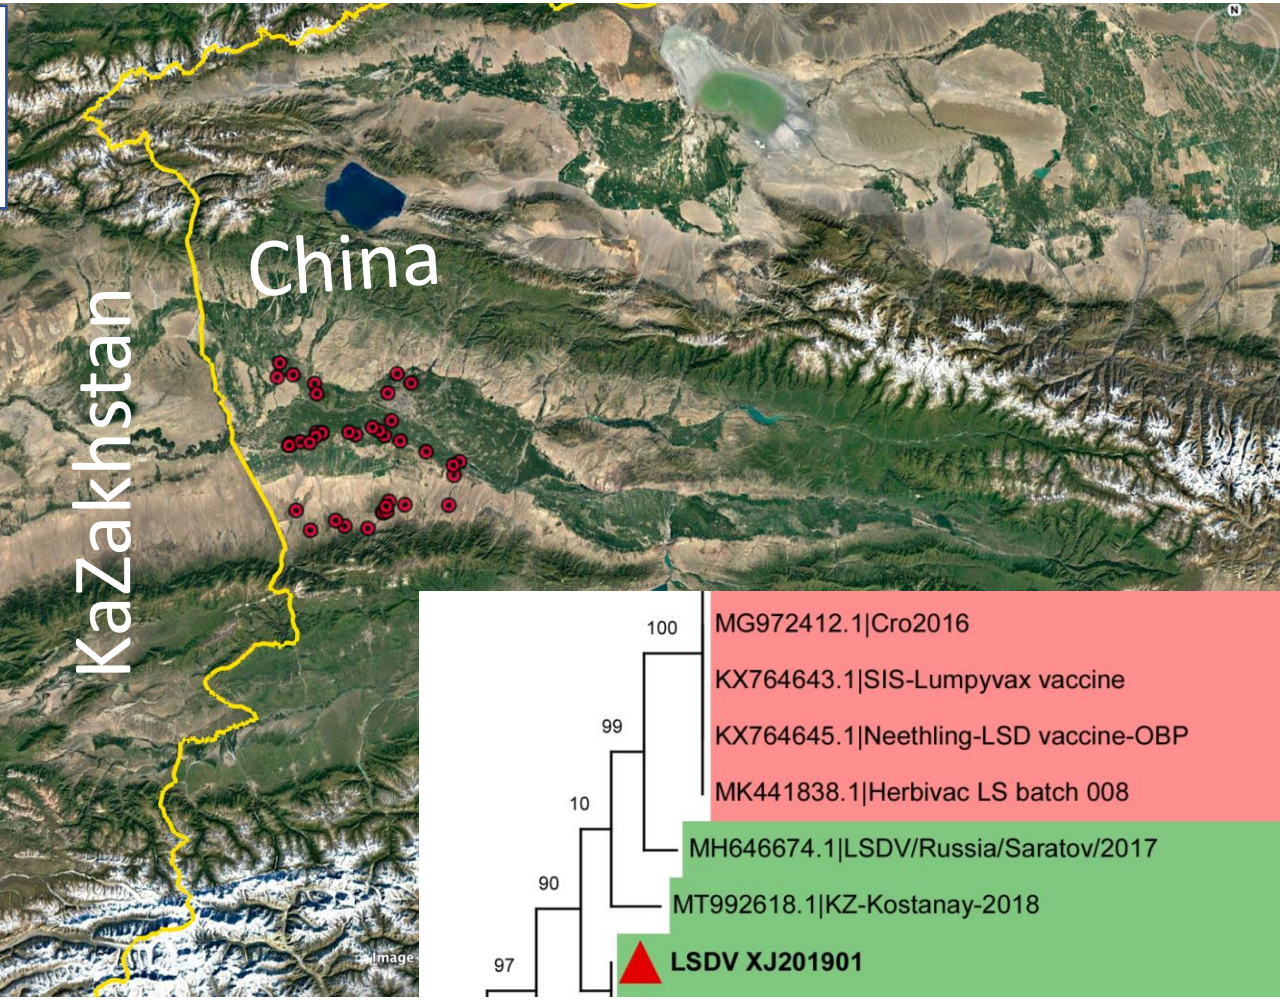 N
China
KaZakhstan
Image
100
MG972412.1|Cro2016
KX764643.1|SIS-Lumpyvax vaccine
99
KX764645.1|Neethling-LSD vaccine-OBP
10
MK441838.1|Herbivac LS batch 008
MH646674.1|LSDV/Russia/Saratov/2017
90
MT992618.1|KZ-Kostanay-2018
97
LSDV XJ201901